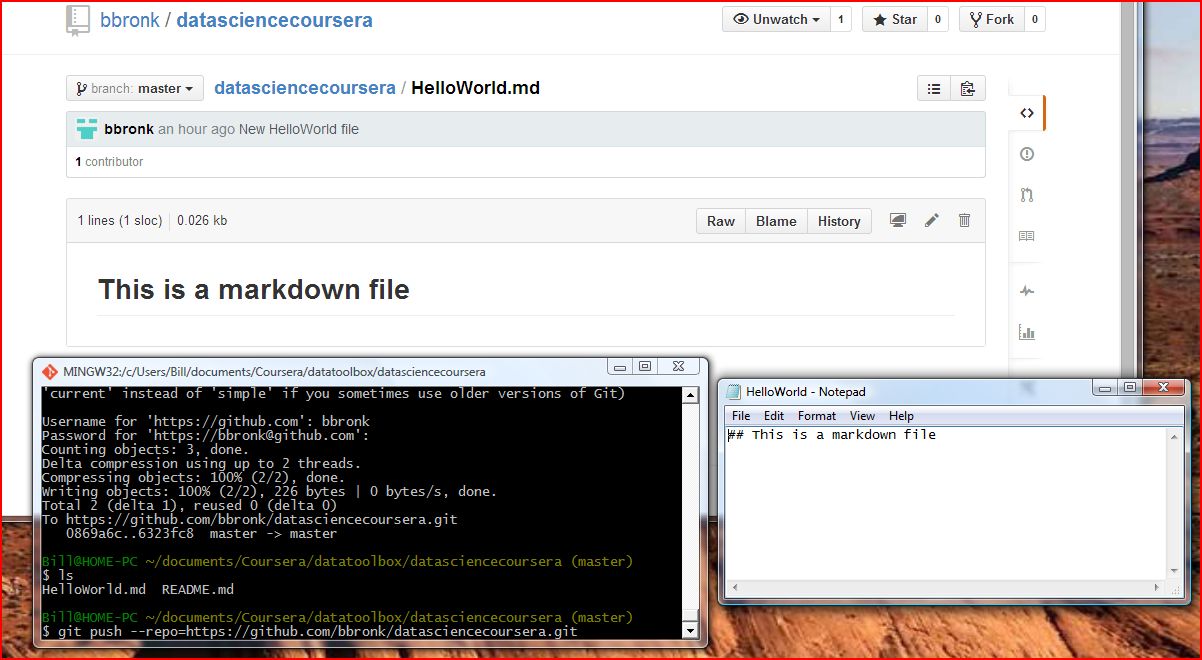 bbronk / datasciencecoursera
Unwatch 1 Star 0 Fork 0
branch: master datasciencecoursera / HelloWorld.md
bbronk an hour ago New HelloWorld file
1 contributor
1 lines (1 sloc) 0.026 kb Raw Blame History
This is a markdown file
MINGW32:/c/Users/Bill/documents/Coursera/datatoolbox/datasciencecoursera
'current' instead of 'simple' if you sometimes use older versions of Git)
Username for 'https://github.com': bbronk
Password for 'https://bbronk@github.com':
Counting objects: 3, done.
Delta compression using up to 2 threads.
Compressing objects: 100% (2/2), done.
Writing objects: 100% (2/2), 226 bytes | 0 bytes/s, done.
Total 2 (delta 1), reused 0 (delta 0)
To https://github.com/bbronk/datasciencecoursera.git
0869a6c..6323fc8 master -> master
Bill@HOME-PC ~/documents/Coursera/datatoolbox/datasciencecoursera (master)
$ ls
HelloWorld.md README.md
Bill@HOME-PC ~/documents/Coursera/datatoolbox/datasciencecoursera (master)
$ git push --repo=https://github.com/bbronk/datasciencecoursera.git
HelloWorld - Notepad
File Edit Format View Help
## This is a markdown file